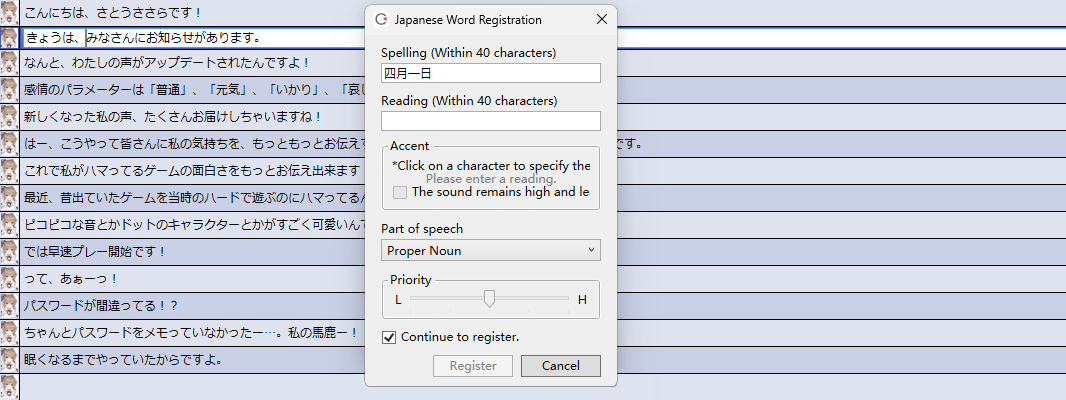 こんにちは、さとうささらです！
きょうは、みなさんにお知らせがあります。
なんと、わたしの声がアップデートされたんですよ！
感情のパラメーターは「普通」、「元気」、「いかり」、「哀し
新しくなった私の声、たくさんお届けしちゃいますね！
はー、こうやって皆さんに私の気持ちを、もっともっとお伝えす
です。
これで私がハマってるゲームの面白さをもっとお伝え出来ます
最近、昔出ていたゲームを当時のハードで遊ぶのにハマってるん
ピコピコな音とかドットのキャラクターとかがすごく可愛いんで
では早速プレー開始です！
って、あぁーっ！
パスワードが間違ってる！？
ちゃんとパスワードをメモっていなかったー…。私の馬鹿ー！
眠くなるまでやっていたからですよ。
Japanese Word Registration
Spelling (Within 40 characters)
四月一日
Reading (Within 40 characters)
Accent
*Click on a character to specify the
Please enter a reading.
The sound remains high and le
Part of speech
Proper Noun
Priority
L H
Continue to register.
Register Cancel